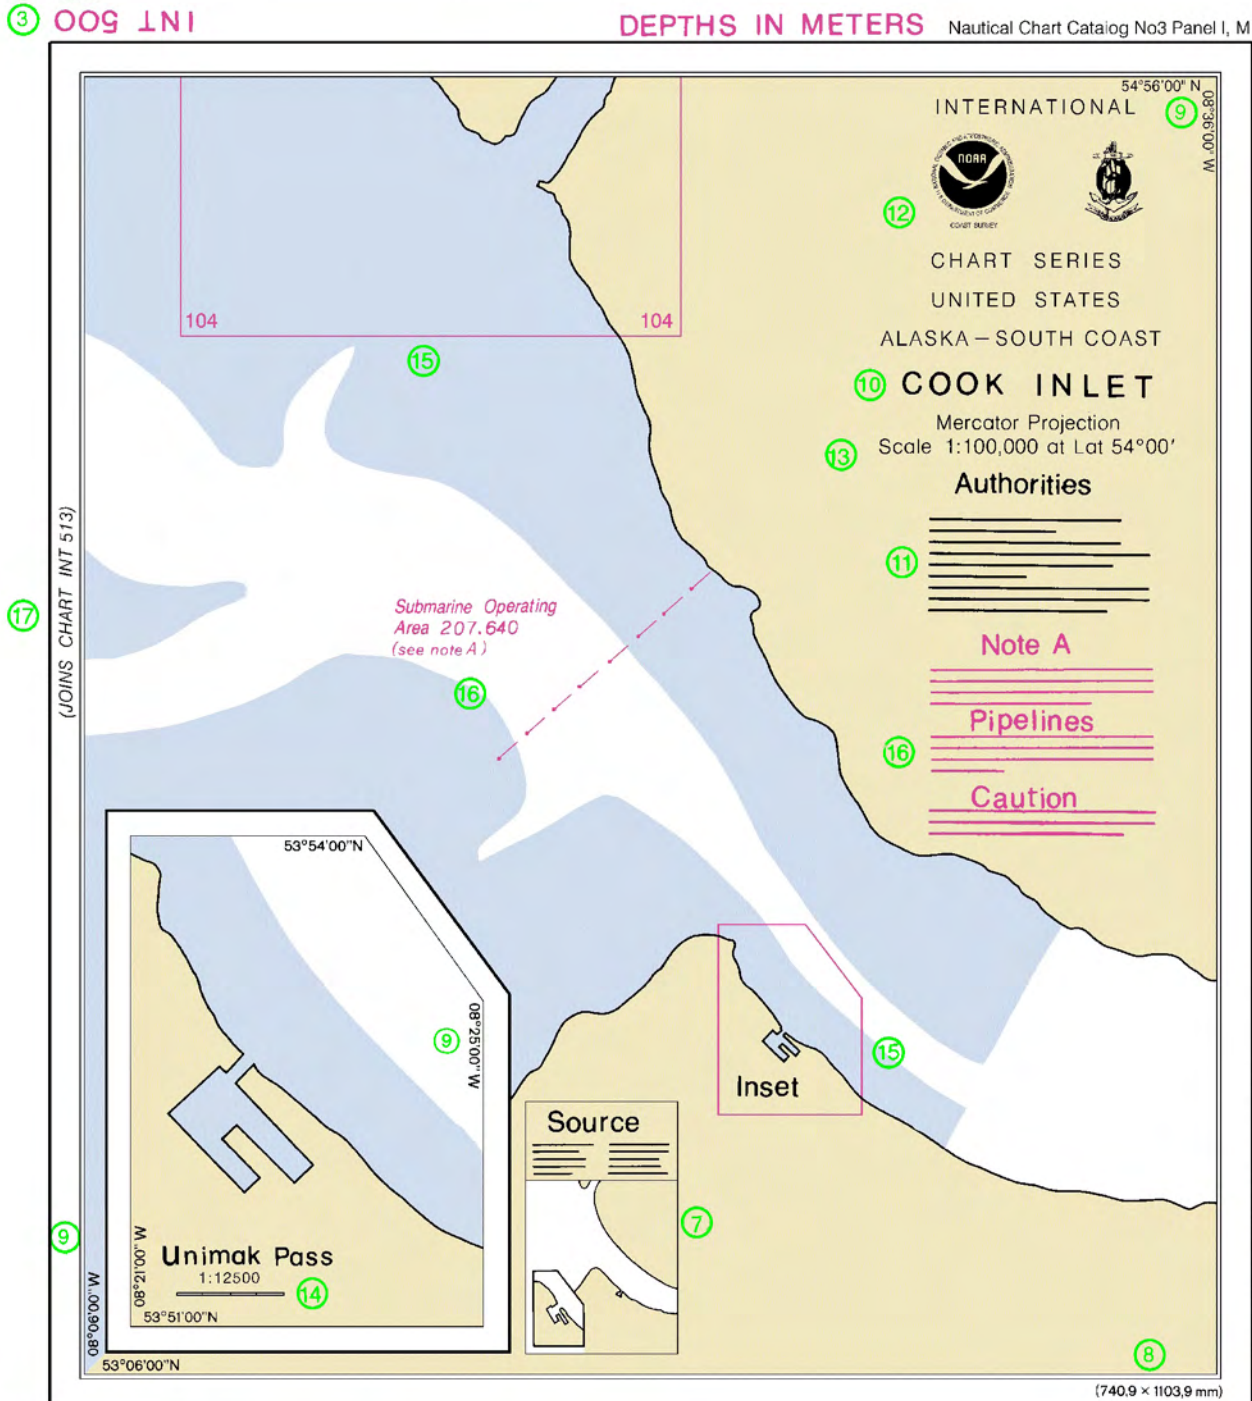 3 INT 500
DEPTHS IN METERS
Nautical Chart Catalog No3 Panel I, M
54°56'00" N
08°36'00" W
9
INTERNATIONAL
NOAA
COAST SURVEY
12
CHART SERIES
UNITED STATES
ALASKA – SOUTH COAST
10 COOK INLET
Mercator Projection
13 Scale 1:100,000 at Lat 54°00'
Authorities
11
Note A
Pipelines
16
Caution
104
104
15
17 (JOINS CHART INT 513)
Submarine Operating
Area 207.640
(see note A)
16
53°54'00"N
9
08°25'00" W
Unimak Pass
1:12500
14
08°21'00" W
53°51'00"N
9
08°06'00"W
53°06'00"N
Inset
15
Source
7
8
(740.9 × 1103,9 mm)